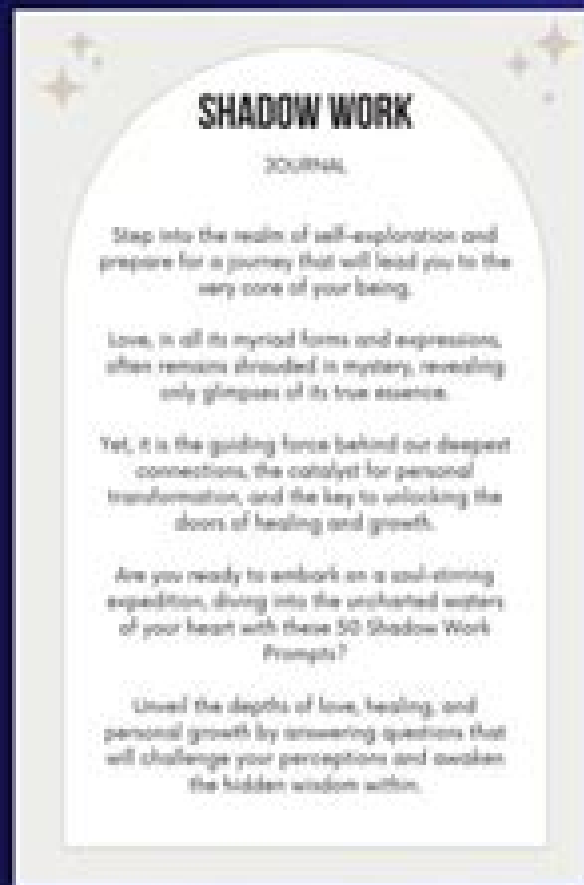 SHADOW WORK
JOURNAL
Step into the realm of self-exploration and
prepare for a journey that will lead you to the
very core of your being.
Love, in all its myriad forms and expressions,
often remains shrouded in mystery, revealing
only glimpses of its true essence.
Yet, it is the guiding force behind our deepest
connections, the catalyst for personal
transformation, and the key to unlocking the
doors of healing and growth.
Are you ready to embark on a soul-stirring
expedition, diving into the uncharted waters
of your heart with these 50 Shadow Work
Prompts?
Unveil the depths of love, healing, and
personal growth by answering questions that
will challenge your perceptions and awaken
the hidden wisdom within.